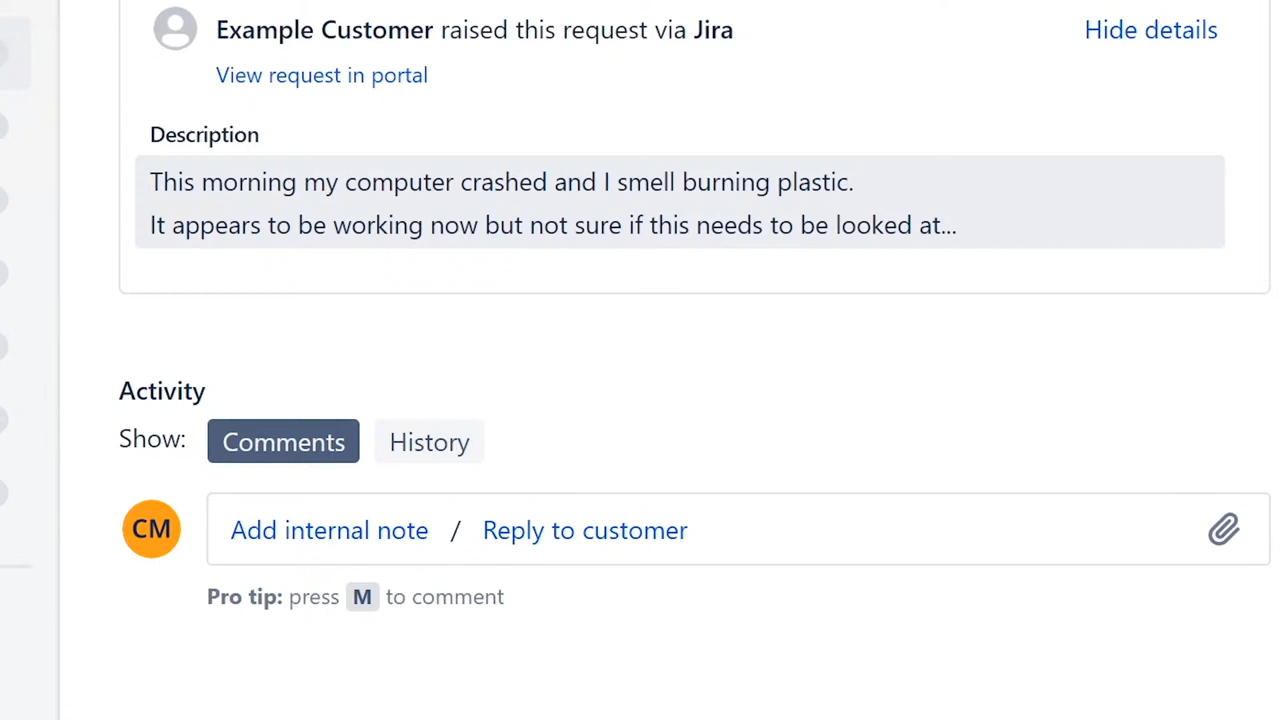 Example Customer raised this request via Jira
Hide details
View request in portal
Description
This morning my computer crashed and I smell burning plastic.
It appears to be working now but not sure if this needs to be looked at...
Activity
Show: Comments History
CM Add internal note / Reply to customer
Pro tip: press M to comment